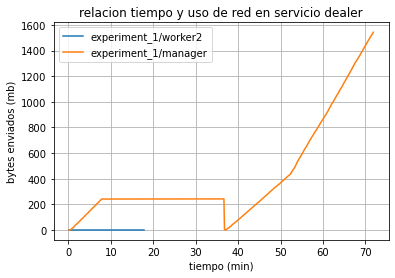 relacion tiempo y uso de red en servicio dealer
experiment_1/worker2
experiment_1/manager
bytes enviados (mb)
1600
1400
1200
1000
800
600
400
200
0
0 10 20 30 40 50 60 70
tiempo (min)